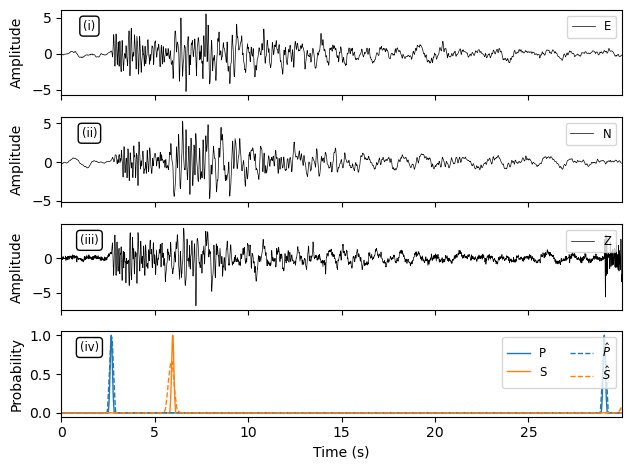 Amplitude
5
0
−5
(i)
E
Amplitude
5
0
−5
(ii)
N
Amplitude
0
−5
(iii)
Z
Probability
1.0
0.5
0.0
(iv)
P
S
P̂
Ŝ
0 5 10 15 20 25
Time (s)